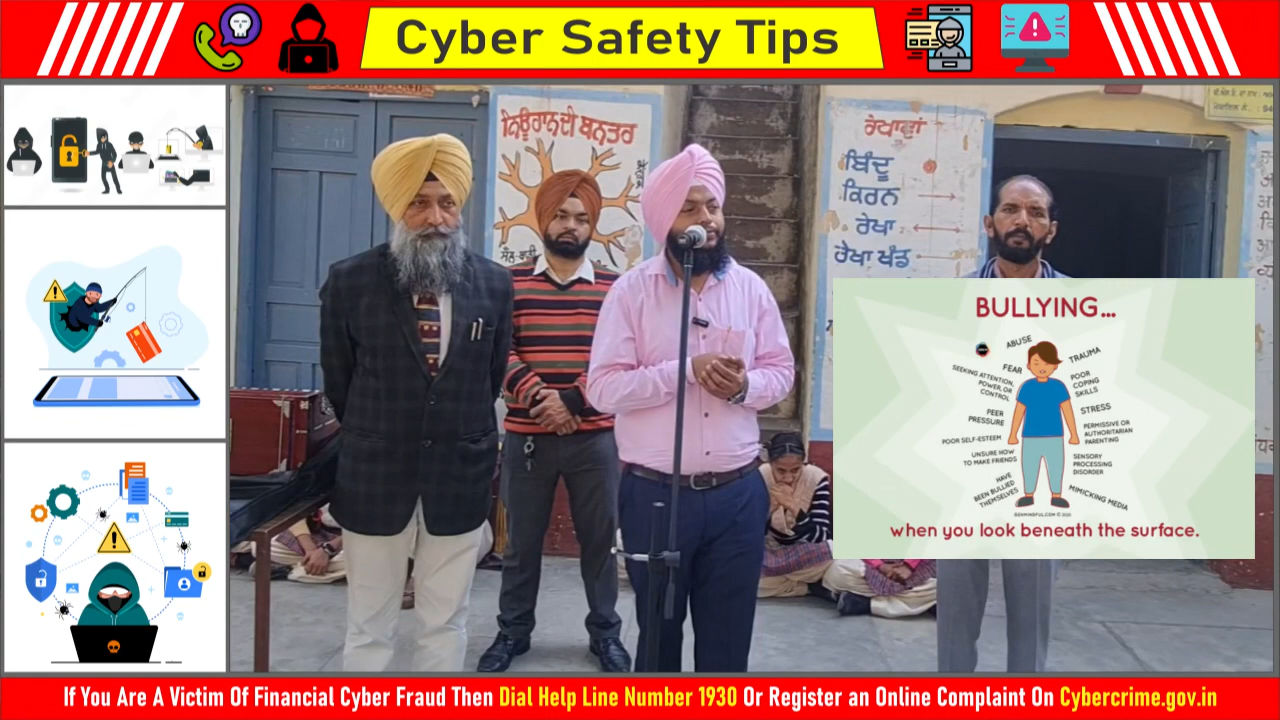 Cyber Safety Tips
ਨਿਊਰਾਨ ਦੀ ਬਨਤਰ
ਰੇਖਾਵਾਂ
ਬਿੰਦੂ
ਕਿਰਨ
ਰੇਖਾ
ਰੇਖਾ ਖੰਡ
BULLYING...
ABUSE
TRAUMA
FEAR
SEEKING ATTENTION,
POWER, OR
CONTROL
POOR
COPING
SKILLS
PEER
PRESSURE
STRESS
POOR SELF-ESTEEM
PERMISSIVE OR
AUTHORITARIAN
PARENTING
UNSURE HOW
TO MAKE FRIENDS
SENSORY
PROCESSING
DISORDER
HAVE
BEEN BULLIED
THEMSELVES
MIMICKING MEDIA
when you look beneath the surface.
If You Are A Victim Of Financial Cyber Fraud Then Dial Help Line Number 1930 Or Register an Online Complaint On Cybercrime.gov.in